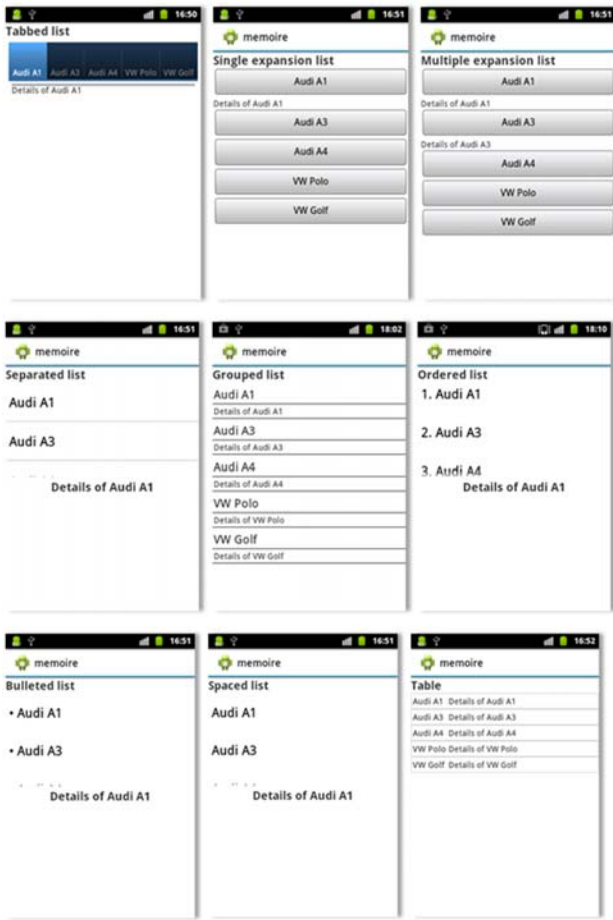 16:50
Tabbed list
Audi A1 Audi A3 Audi A4 VW Polo VW Golf
Details of Audi A1
16:51
memoire
Single expansion list
Audi A1
Details of Audi A1
Audi A3
Audi A4
VW Polo
VW Golf
16:51
memoire
Multiple expansion list
Audi A1
Details of Audi A1
Audi A3
Details of Audi A3
Audi A4
VW Polo
VW Golf
16:51
memoire
Separated list
Audi A1
Audi A3
Details of Audi A1
18:02
memoire
Grouped list
Audi A1
Details of Audi A1
Audi A3
Details of Audi A3
Audi A4
Details of Audi A4
VW Polo
Details of VW Polo
VW Golf
Details of VW Golf
18:10
memoire
Ordered list
1. Audi A1
2. Audi A3
3. Audi A4
Details of Audi A1
16:51
memoire
Bulleted list
• Audi A1
• Audi A3
Details of Audi A1
16:51
memoire
Spaced list
Audi A1
Audi A3
Details of Audi A1
16:52
memoire
Table
Audi A1 Details of Audi A1
Audi A3 Details of Audi A3
Audi A4 Details of Audi A4
VW Polo Details of VW Polo
VW Golf Details of VW Golf